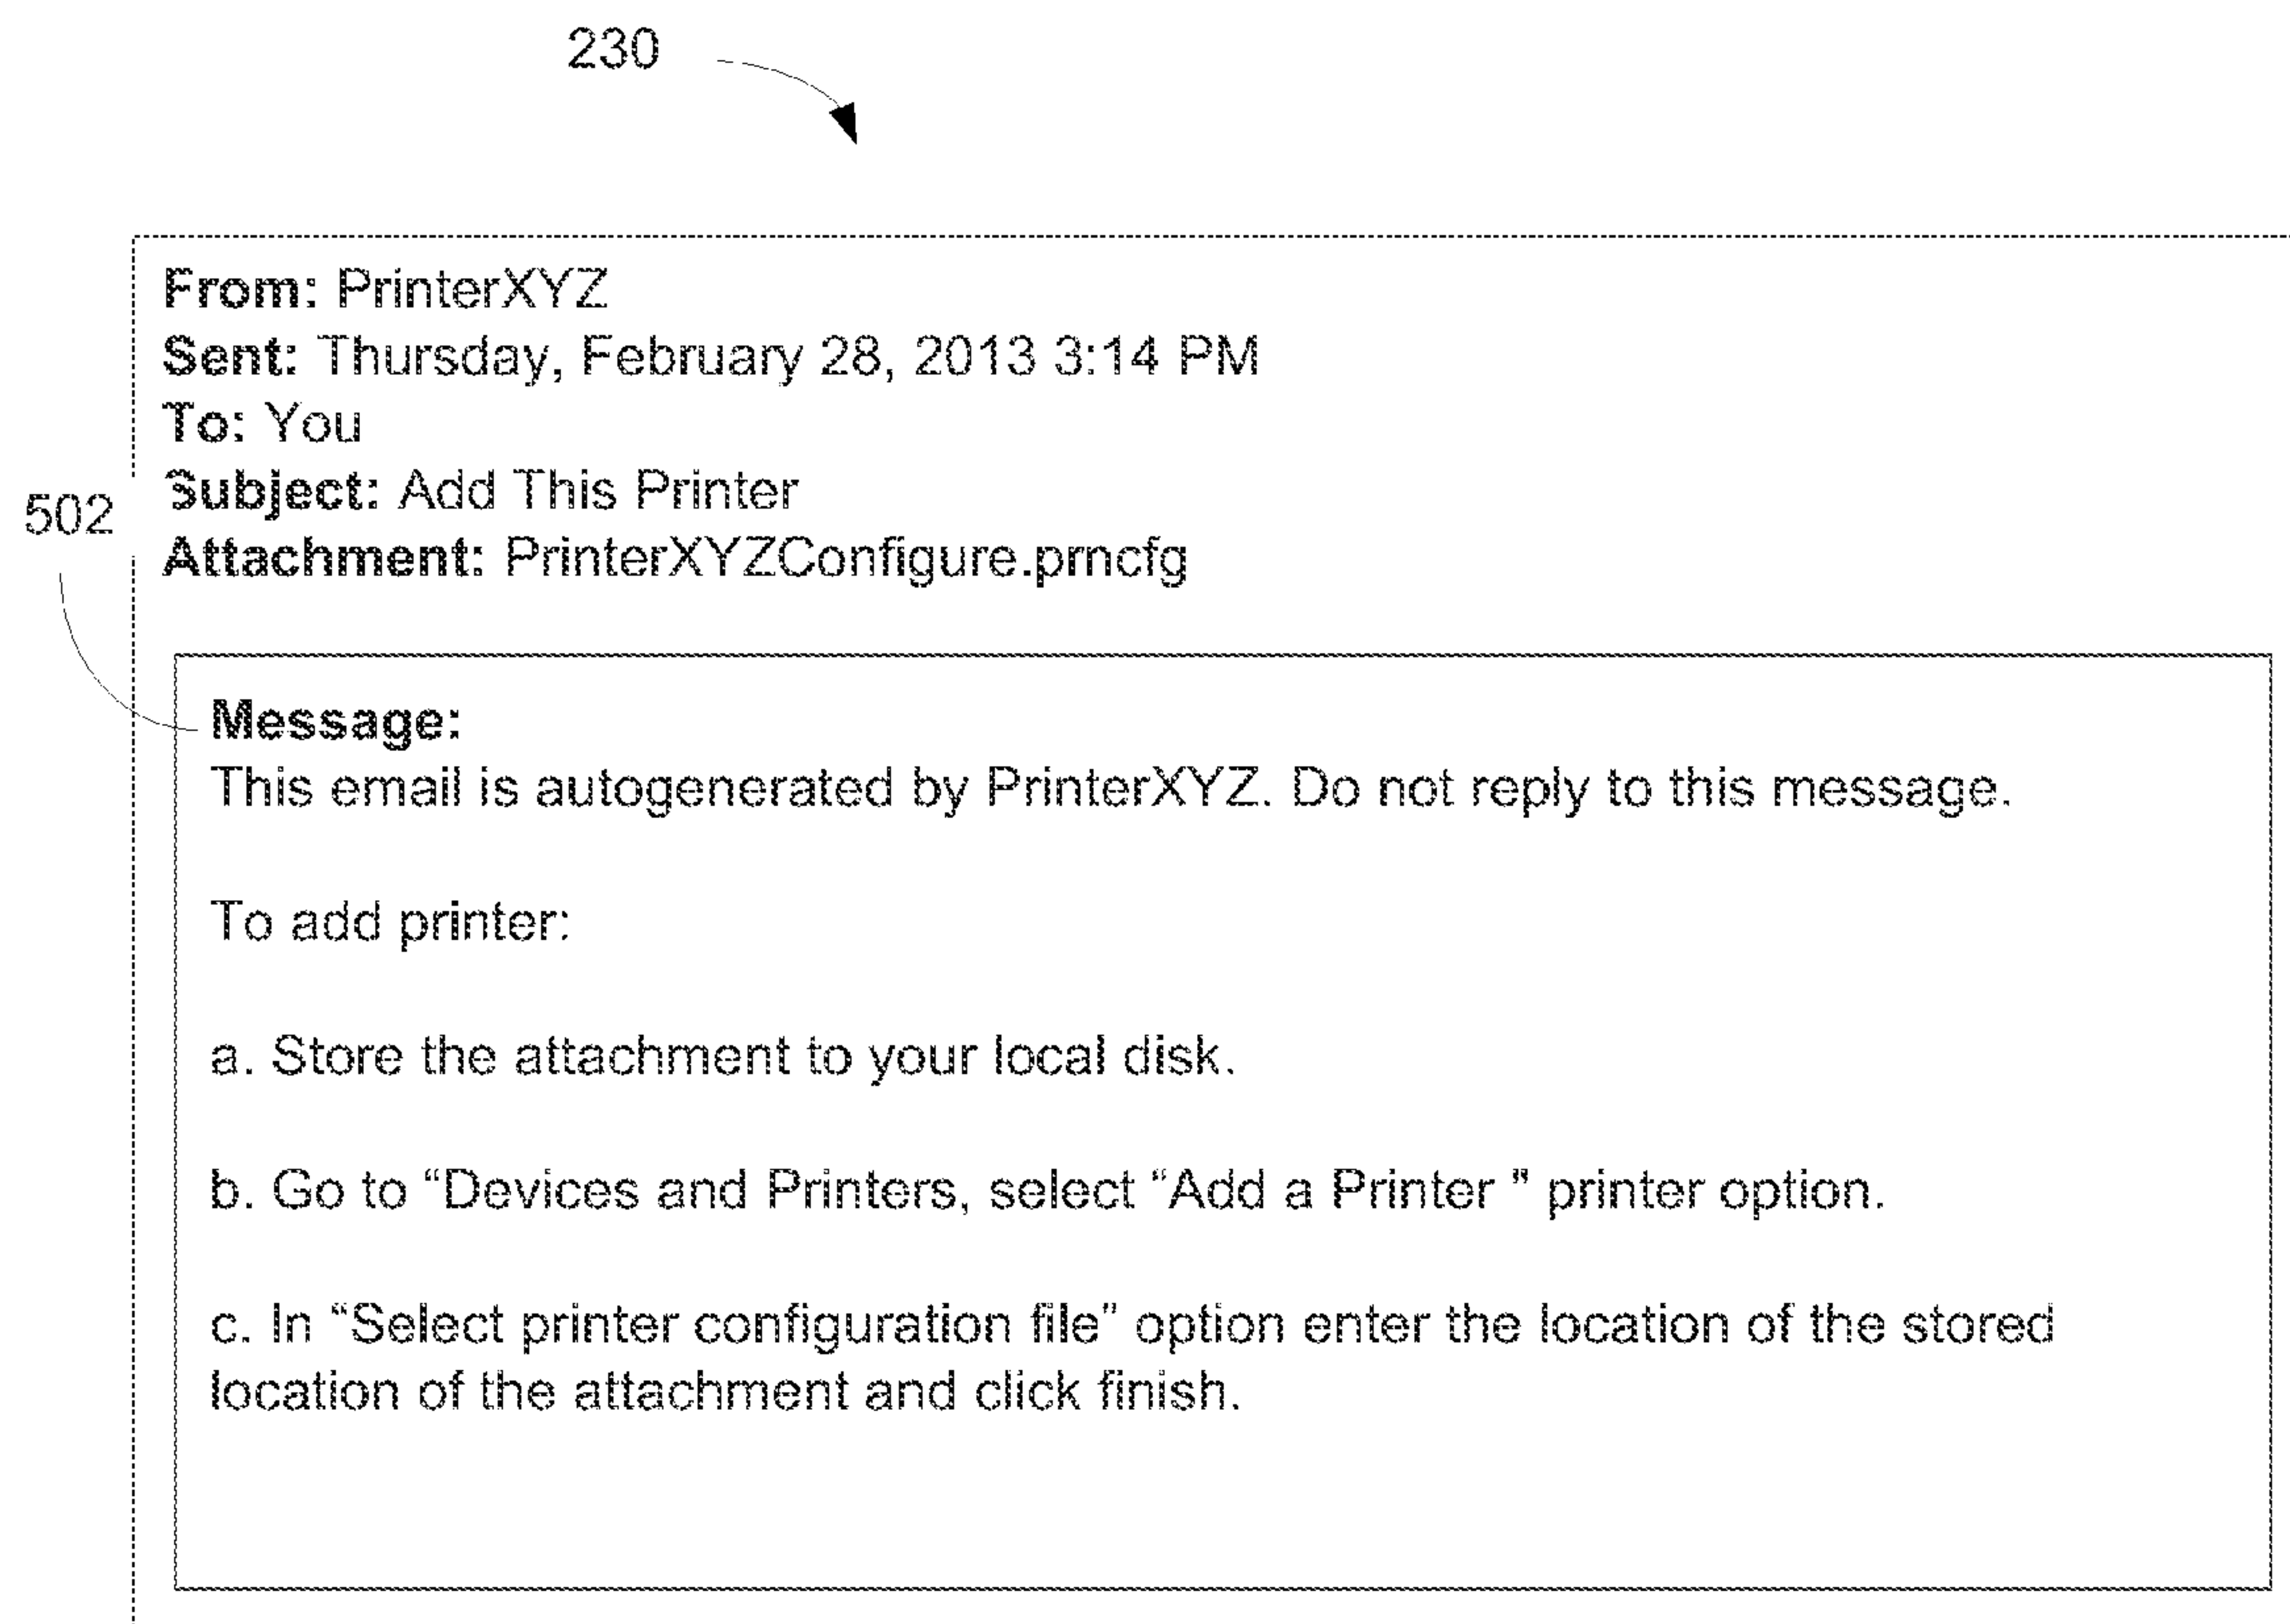 230
From: PrinterXYZ
Sent: Thursday, February 28, 2013 3:14 PM
To: You
Subject: Add This Printer
502
Attachment: PrinterXYZConfigure.prncfg
Message:
This email is autogenerated by PrinterXYZ. Do not reply to this message.
To add printer:
a. Store the attachment to your local disk.
b. Go to “Devices and Printers, select “Add a Printer ” printer option.
c. In “Select printer configuration file” option enter the location of the stored
location of the attachment and click finish.